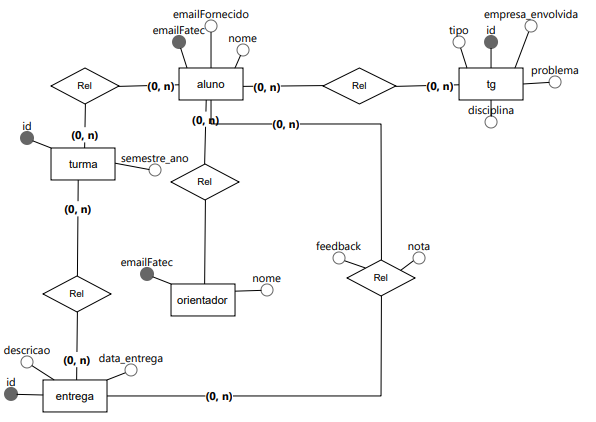 emailFornecido
empresa_envolvida
emailFatec
tipo
id
nome
problema
Rel
(0, n)
aluno
(0, n)
Rel
(0, n)
tg
disciplina
(0, n)
(0, n)
id
(0, n)
turma
semestre_ano
Rel
(0, n)
feedback
nota
emailFatec
nome
Rel
Rel
orientador
descricao
(0, n)
data_entrega
id
entrega
(0, n)